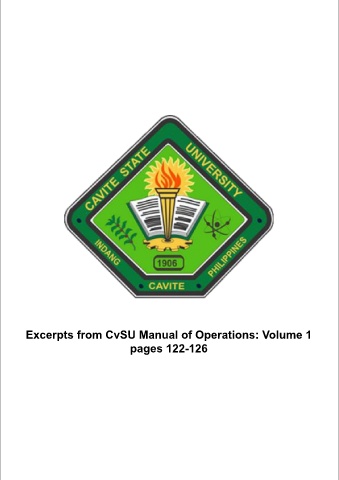 CAVITE STATE UNIVERSITY
INDANG
1906
PHILIPPINES
CAVITE
Excerpts from CvSU Manual of Operations: Volume 1
pages 122-126